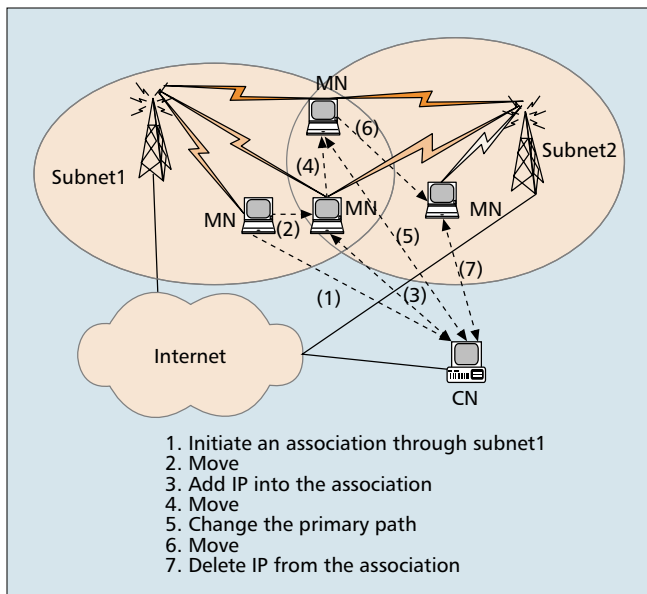 MN
(6)
Subnet2
Subnet1
(4)
MN
(2)
MN
MN
(5)
(7)
(1)
(3)
Internet
CN
1. Initiate an association through subnet1
2. Move
3. Add IP into the association
4. Move
5. Change the primary path
6. Move
7. Delete IP from the association